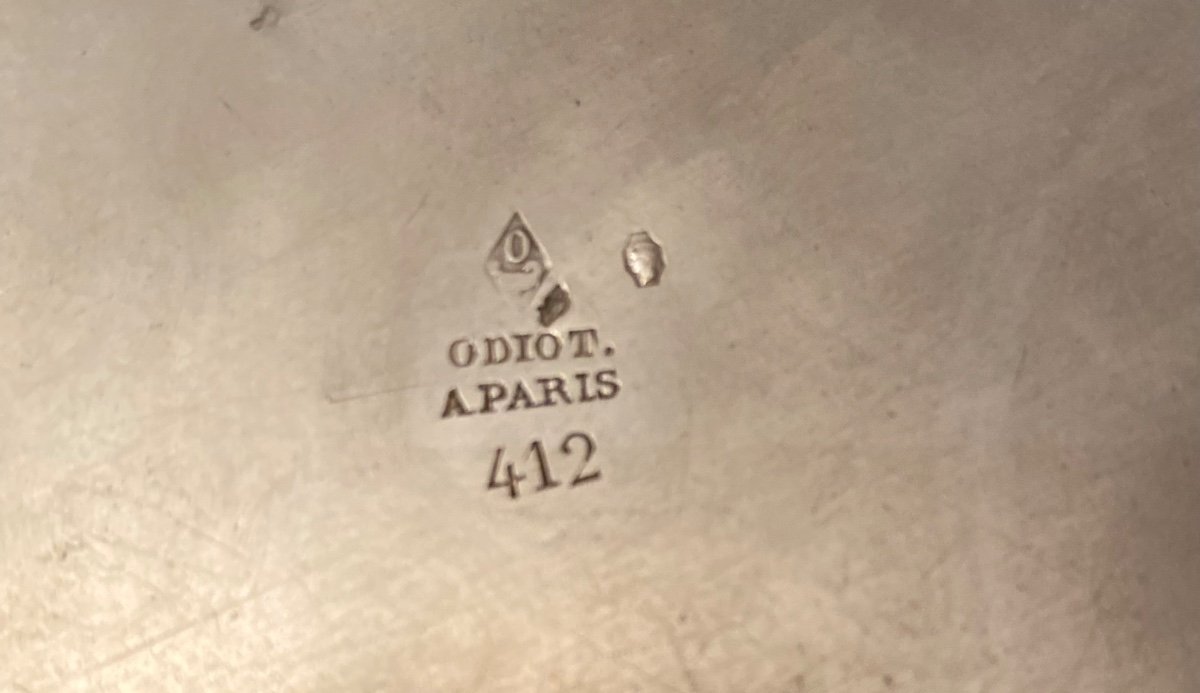 O
ODIOT.
A PARIS
412